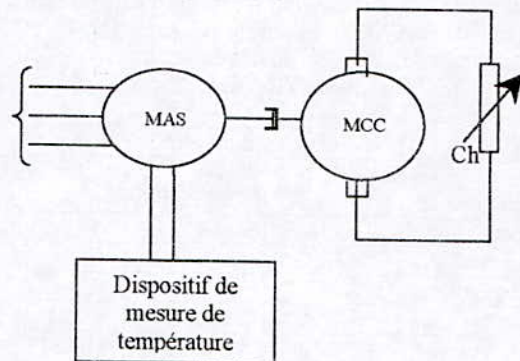 MAS
MCC
Ch
Dispositif de
mesure de
température